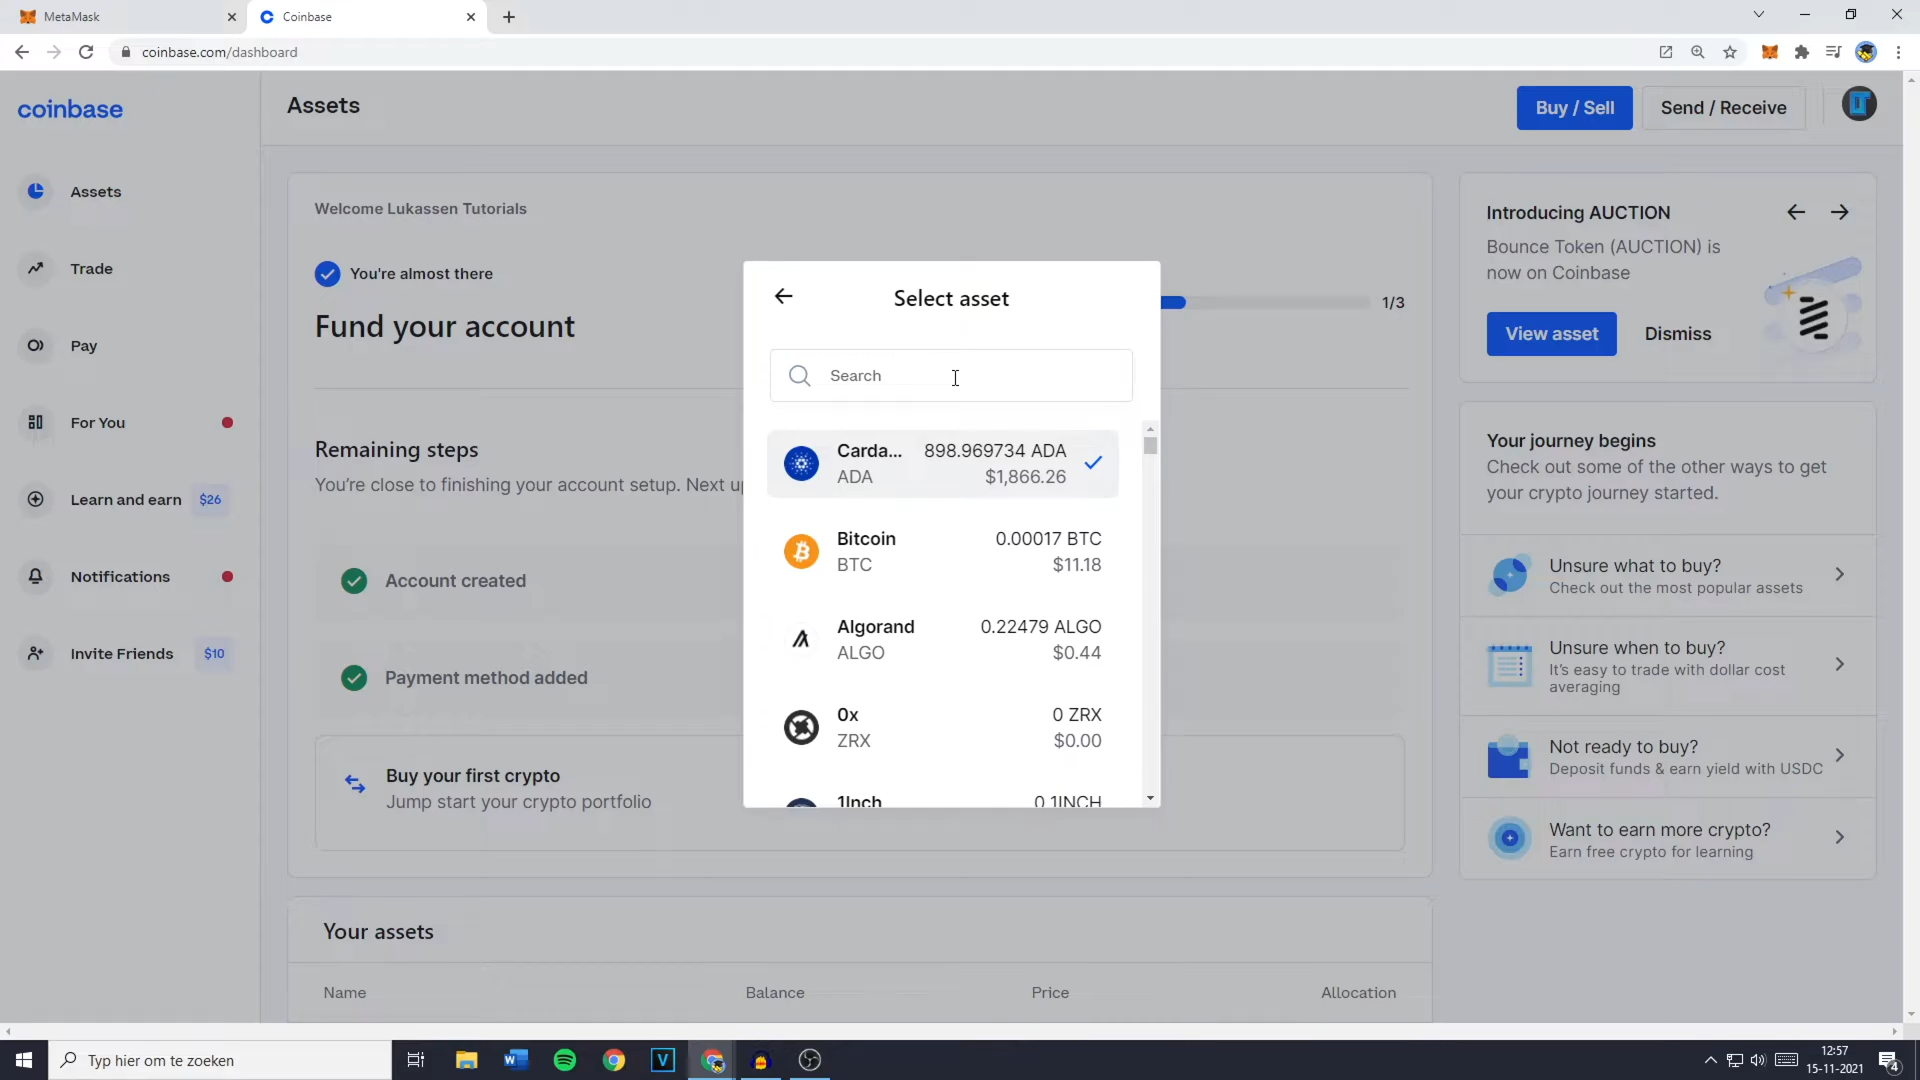 MetaMask
Coinbase
coinbase.com/dashboard
coinbase
Assets
Buy / Sell
Send / Receive
Assets
Trade
Pay
For You
Learn and earn $26
Notifications
Invite Friends $10
Welcome Lukassen Tutorials
You're almost there
Fund your account
1/3
Remaining steps
You're close to finishing your account setup. Next u
Account created
Payment method added
Buy your first crypto
Jump start your crypto portfolio
Your assets
Name Balance Price Allocation
Select asset
Search
Carda... 898.969734 ADA
ADA $1,866.26
Bitcoin 0.00017 BTC
BTC $11.18
Algorand 0.22479 ALGO
ALGO $0.44
0x 0 ZRX
ZRX $0.00
1Inch 0 1INCH
Introducing AUCTION
Bounce Token (AUCTION) is
now on Coinbase
View asset Dismiss
Your journey begins
Check out some of the other ways to get
your crypto journey started.
Unsure what to buy?
Check out the most popular assets
Unsure when to buy?
It's easy to trade with dollar cost
averaging
Not ready to buy?
Deposit funds & earn yield with USDC
Want to earn more crypto?
Earn free crypto for learning
Typ hier om te zoeken
12:57
15-11-2021
4